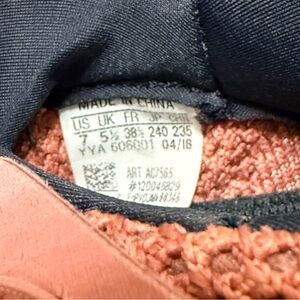 MADE IN CHINA
US UK FR JP CHN
7 5½ 38⅔ 240 235
YYA 606001 04/18
ART AC7565